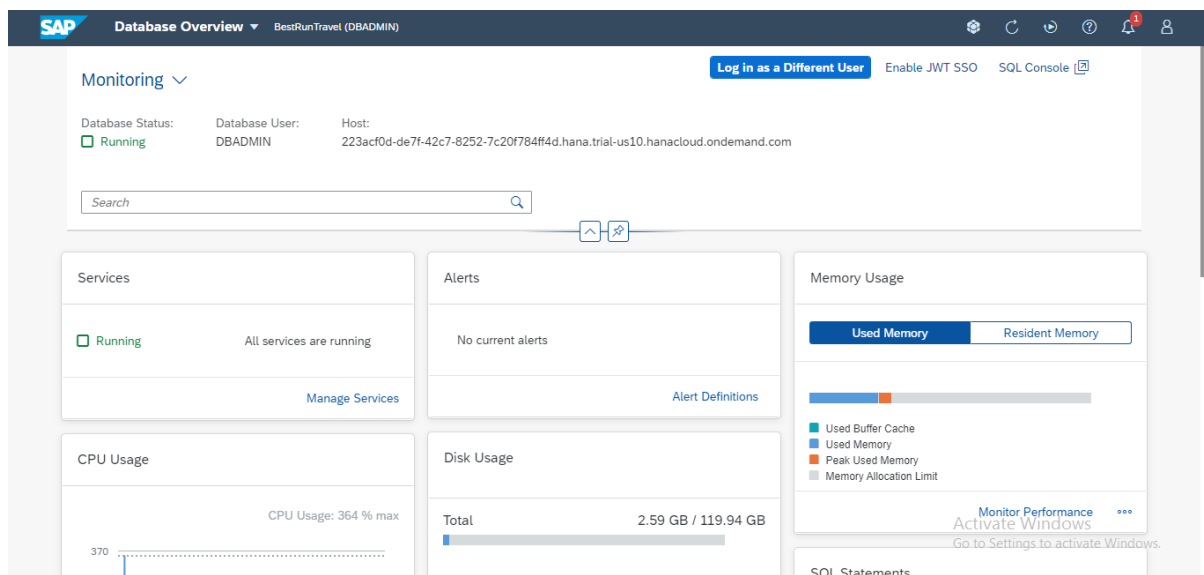 SAP Database Overview BestRunTravel (DBADMIN) 1
Monitoring
Log in as a Different User Enable JWT SSO SQL Console
Database Status: Database User: Host:
Running DBADMIN 223acf0d-de7f-42c7-8252-7c20f784ff4d.hana.trial-us10.hanacloud.ondemand.com
Search
Services
Running All services are running
Manage Services
Alerts
No current alerts
Alert Definitions
Memory Usage
Used Memory Resident Memory
Used Buffer Cache
Used Memory
Peak Used Memory
Memory Allocation Limit
Monitor Performance
CPU Usage
CPU Usage: 364 % max
370
Disk Usage
Total 2.59 GB / 119.94 GB
SQL Statements
Activate Windows
Go to Settings to activate Windows.